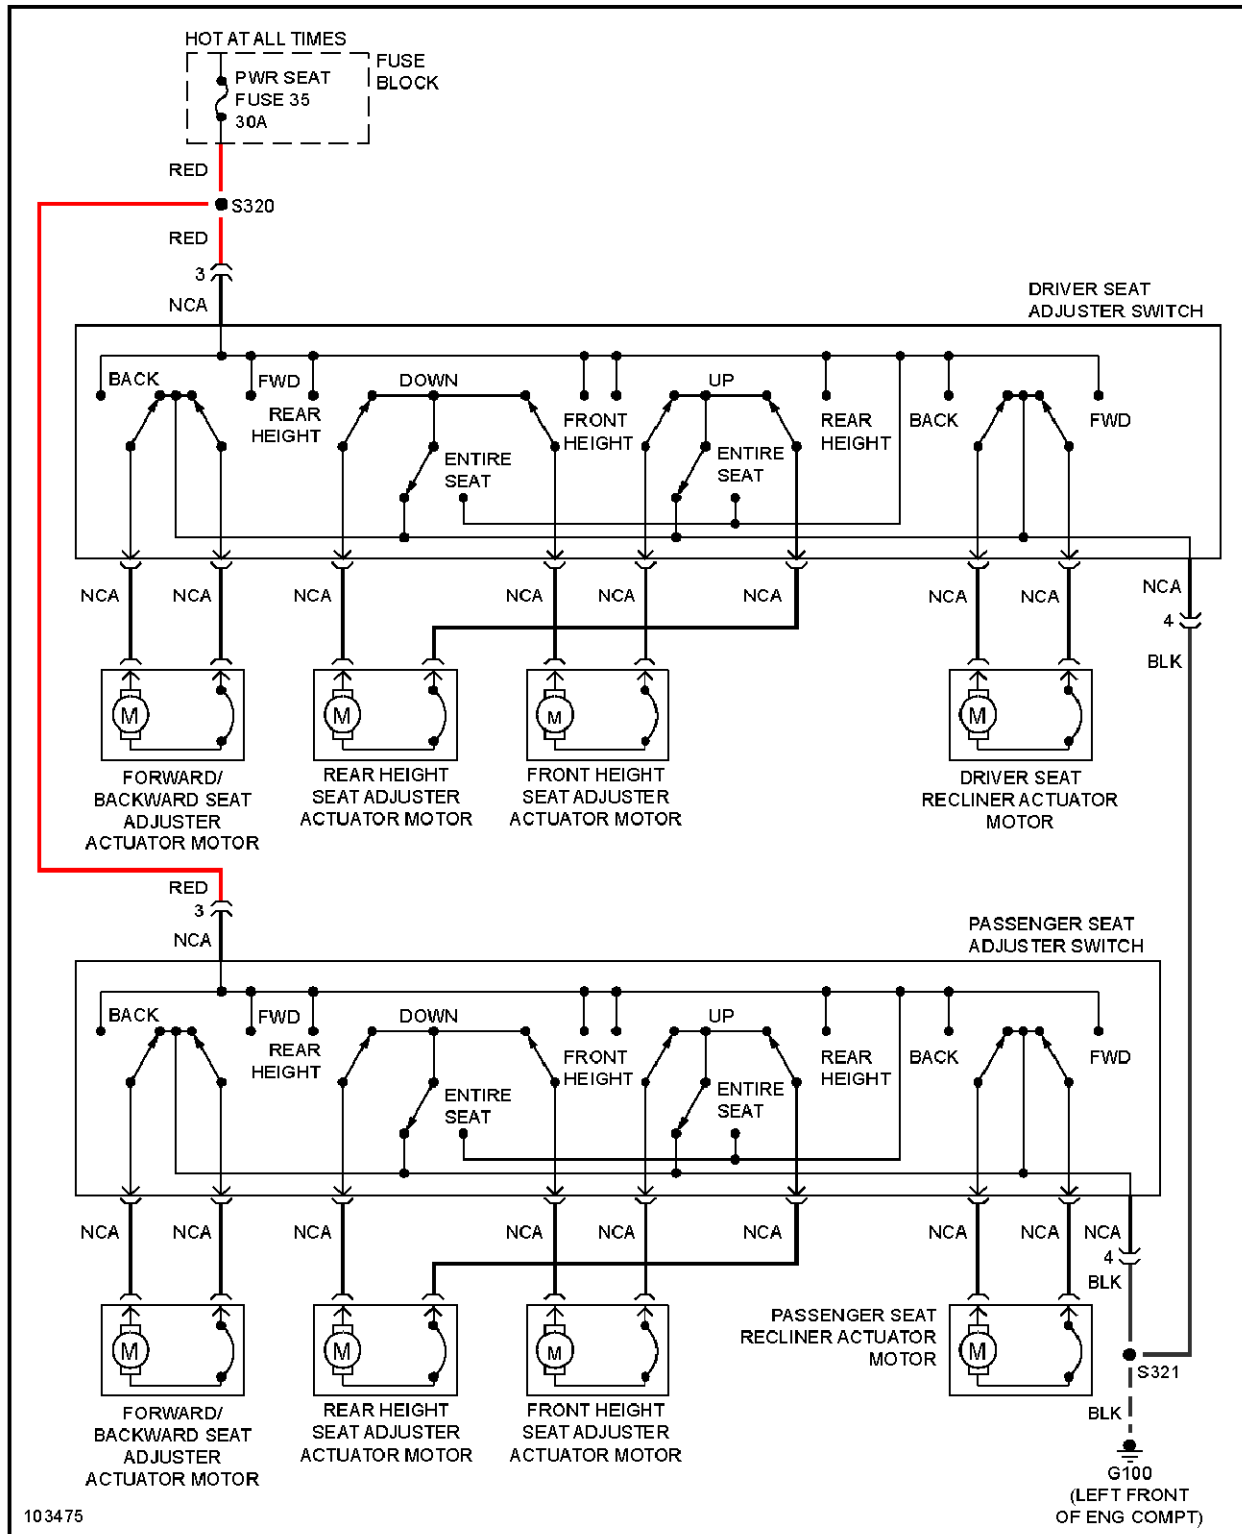 HOT AT ALL TIMES
FUSE
BLOCK
PWR SEAT
FUSE 35
30A
RED
S320
RED
3
NCA
DRIVER SEAT
ADJUSTER SWITCH
BACK
FWD
REAR
HEIGHT
DOWN
ENTIRE
SEAT
FRONT
HEIGHT
UP
ENTIRE
SEAT
REAR
HEIGHT
BACK
FWD
NCA
NCA
NCA
NCA
NCA
NCA
NCA
NCA
NCA
4
BLK
M
M
M
M
FORWARD/
BACKWARD SEAT
ADJUSTER
ACTUATOR MOTOR
REAR HEIGHT
SEAT ADJUSTER
ACTUATOR MOTOR
FRONT HEIGHT
SEAT ADJUSTER
ACTUATOR MOTOR
DRIVER SEAT
RECLINER ACTUATOR
MOTOR
RED
3
NCA
PASSENGER SEAT
ADJUSTER SWITCH
BACK
FWD
REAR
HEIGHT
DOWN
ENTIRE
SEAT
FRONT
HEIGHT
UP
ENTIRE
SEAT
REAR
HEIGHT
BACK
FWD
NCA
NCA
NCA
NCA
NCA
NCA
NCA
NCA
NCA
4
BLK
M
M
M
M
PASSENGER SEAT
RECLINER ACTUATOR
MOTOR
S321
FORWARD/
BACKWARD SEAT
ADJUSTER
ACTUATOR MOTOR
REAR HEIGHT
SEAT ADJUSTER
ACTUATOR MOTOR
FRONT HEIGHT
SEAT ADJUSTER
ACTUATOR MOTOR
BLK
G100
(LEFT FRONT
OF ENG COMPT)
103475